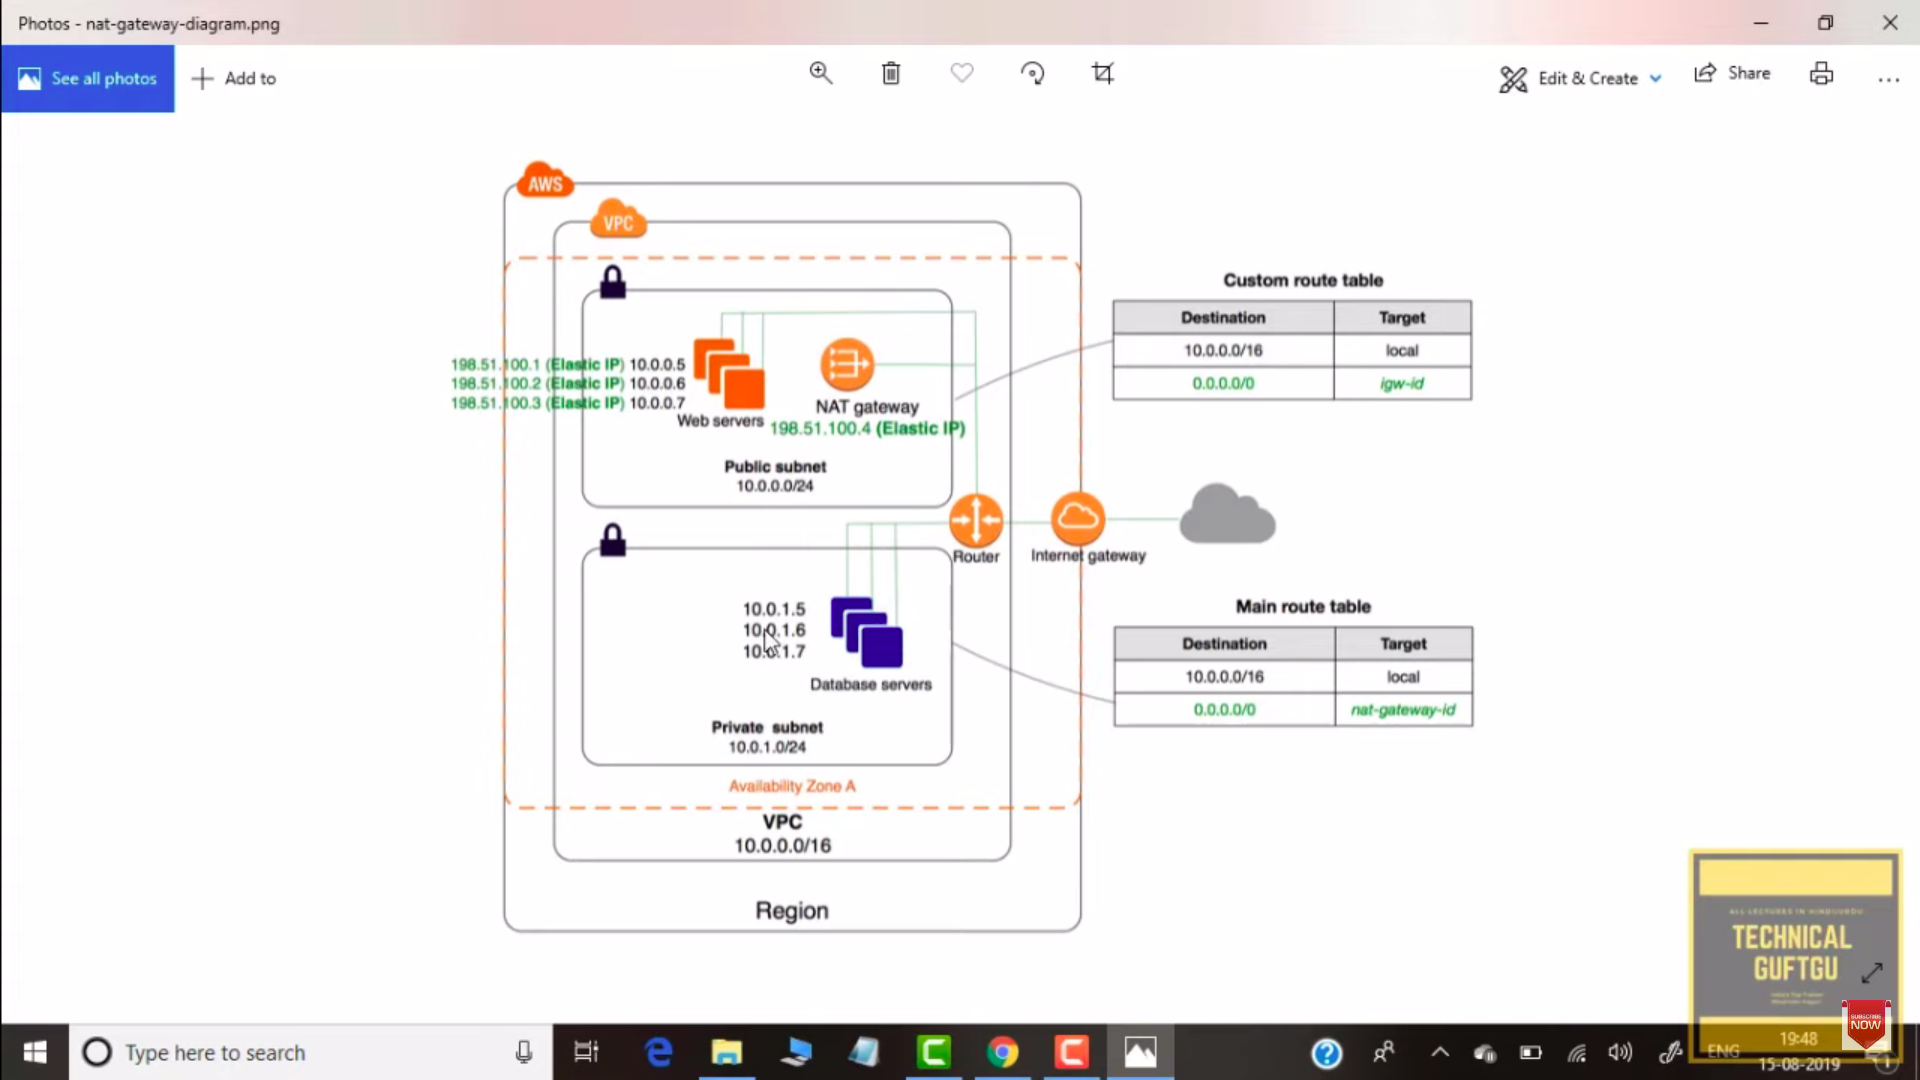 Photos - nat-gateway-diagram.png
See all photos
Add to
Edit & Create
Share
AWS
VPC
198.51.100.1 (Elastic IP) 10.0.0.5
198.51.100.2 (Elastic IP) 10.0.0.6
198.51.100.3 (Elastic IP) 10.0.0.7
Web servers
NAT gateway
198.51.100.4 (Elastic IP)
Public subnet
10.0.0.0/24
Router
Internet gateway
10.0.1.5
10.0.1.6
10.0.1.7
Database servers
Private subnet
10.0.1.0/24
Availability Zone A
VPC
10.0.0.0/16
Region
Custom route table
Destination Target
10.0.0.0/16 local
0.0.0.0/0 igw-id
Main route table
Destination Target
10.0.0.0/16 local
0.0.0.0/0 nat-gateway-id
ALL LECTURES IN HINDI/URDU
TECHNICAL
GUFTGU
SUBSCRIBE
NOW
Type here to search
ENG
19:48
15-08-2019